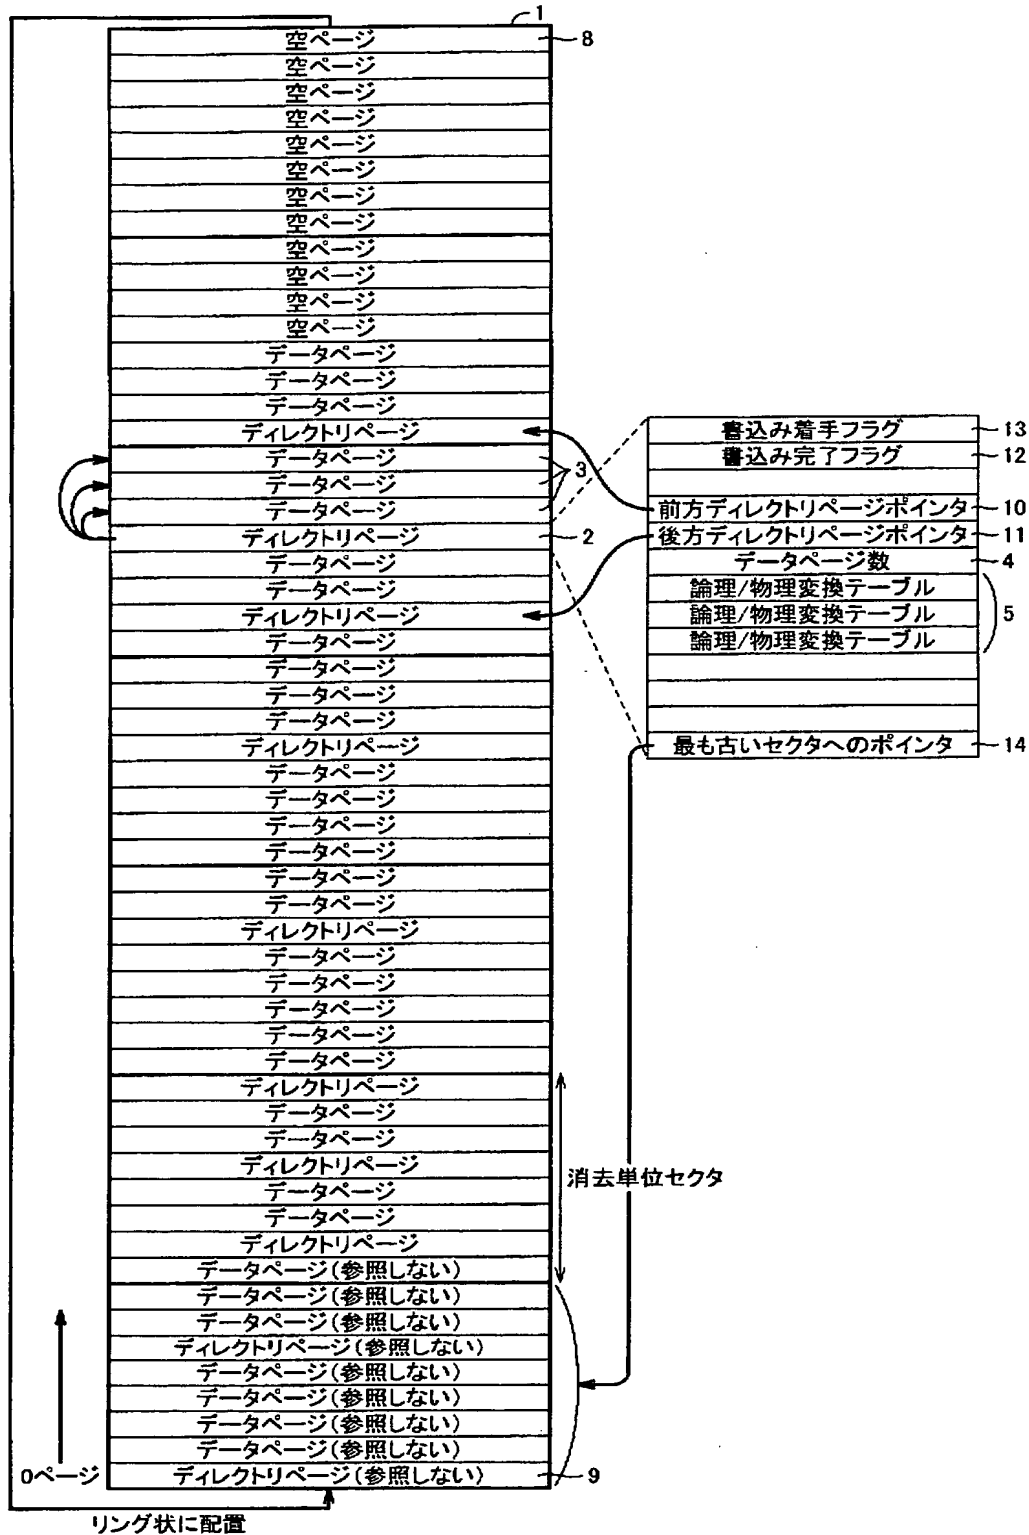 1
空ページ 8
空ページ
空ページ
空ページ
空ページ
空ページ
空ページ
空ページ
空ページ
空ページ
空ページ
空ページ
データページ
データページ
データページ
ディレクトリページ
データページ
データページ 3
データページ
ディレクトリページ 2
データページ
データページ
ディレクトリページ
データページ
データページ
データページ
データページ
ディレクトリページ
データページ
データページ
データページ
データページ
データページ
データページ
ディレクトリページ
データページ
データページ
データページ
データページ
データページ
ディレクトリページ
データページ
データページ
ディレクトリページ
データページ
データページ
ディレクトリページ
データページ(参照しない)
データページ(参照しない)
データページ(参照しない)
ディレクトリページ(参照しない)
データページ(参照しない)
データページ(参照しない)
データページ(参照しない)
データページ(参照しない)
0ページ ディレクトリページ(参照しない) 9
リング状に配置
書込み着手フラグ 13
書込み完了フラグ 12
前方ディレクトリページポインタ 10
後方ディレクトリページポインタ 11
データページ数 4
論理/物理変換テーブル
論理/物理変換テーブル 5
論理/物理変換テーブル
最も古いセクタへのポインタ 14
消去単位セクタ